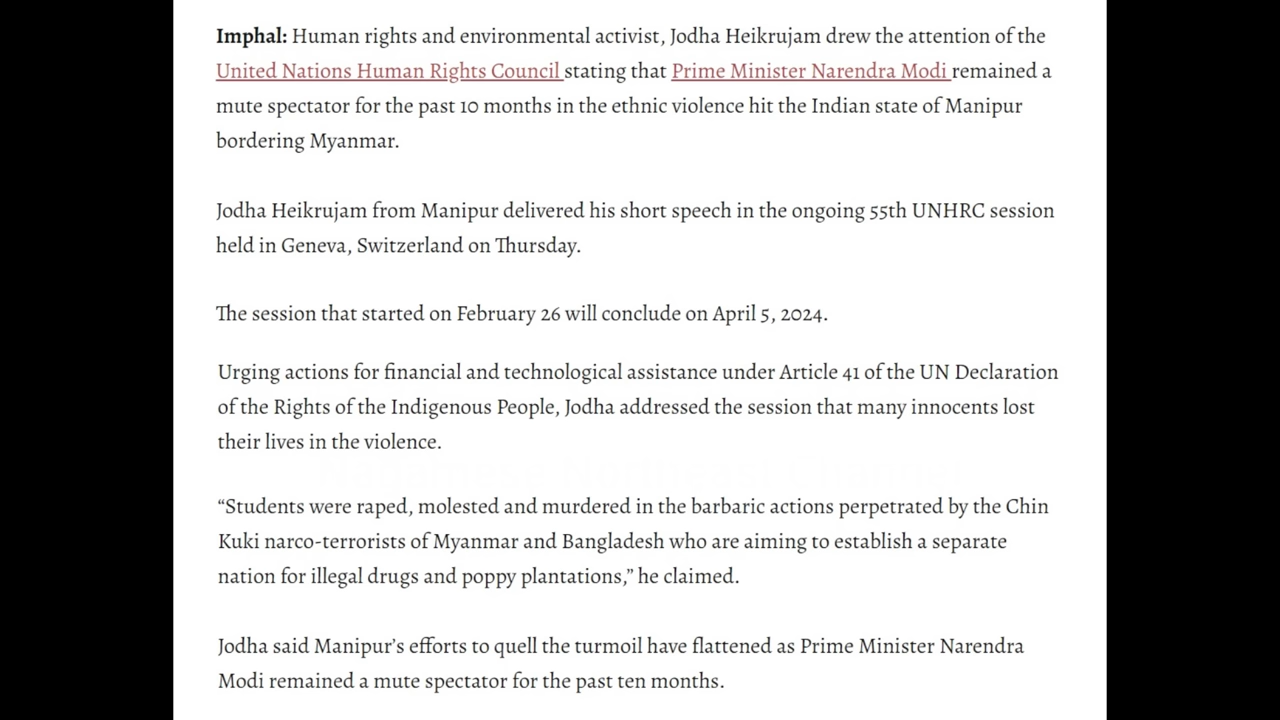 Imphal: Human rights and environmental activist, Jodha Heikrujam drew the attention of the
United Nations Human Rights Council stating that Prime Minister Narendra Modi remained a
mute spectator for the past 10 months in the ethnic violence hit the Indian state of Manipur
bordering Myanmar.
Jodha Heikrujam from Manipur delivered his short speech in the ongoing 55th UNHRC session
held in Geneva, Switzerland on Thursday.
The session that started on February 26 will conclude on April 5, 2024.
Urging actions for financial and technological assistance under Article 41 of the UN Declaration
of the Rights of the Indigenous People, Jodha addressed the session that many innocents lost
their lives in the violence.
“Students were raped, molested and murdered in the barbaric actions perpetrated by the Chin
Kuki narco-terrorists of Myanmar and Bangladesh who are aiming to establish a separate
nation for illegal drugs and poppy plantations,” he claimed.
Jodha said Manipur’s efforts to quell the turmoil have flattened as Prime Minister Narendra
Modi remained a mute spectator for the past ten months.